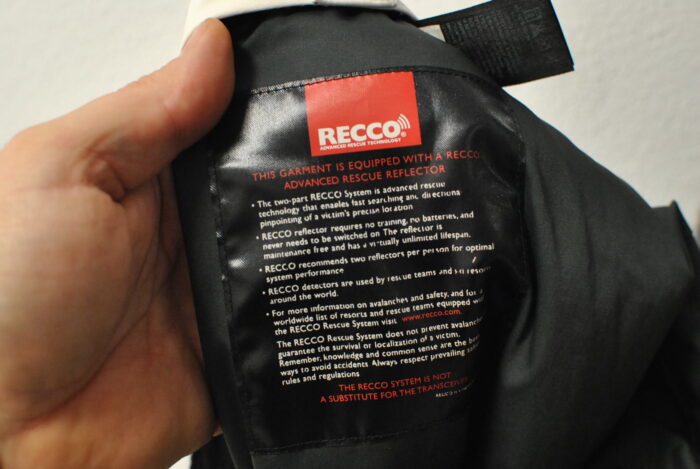 RECCO
ADVANCED RESCUE TECHNOLOGY
THIS GARMENT IS EQUIPPED WITH A RECCO
ADVANCED RESCUE REFLECTOR
• The two-part RECCO System is advanced rescue
technology that enables fast searching and directiona
pinpointing of a victim's precise location
• RECCO reflector requires no training, no batteries, and
never needs to be switched on The reflector is
maintenance free and has a virtually unlimited lifespan.
• RECCO recommends two reflectors per person for optimal
system performance
• RECCO detectors are used by rescue teams and ski resor
around the world.
• For more information on avalanches and safety, and for a
worldwide list of resorts and rescue teams equipped wi
the RECCO Rescue System visit www.recco.com.
The RECCO Rescue System does not prevent avalanche
guarantee the survival or localization of a victim.
Remember, knowledge and common sense are the be
ways to avoid accidents. Always respect prevailing
rules and regulations
THE RECCO SYSTEM IS NOT
A SUBSTITUTE FOR THE TRANSCEIVER